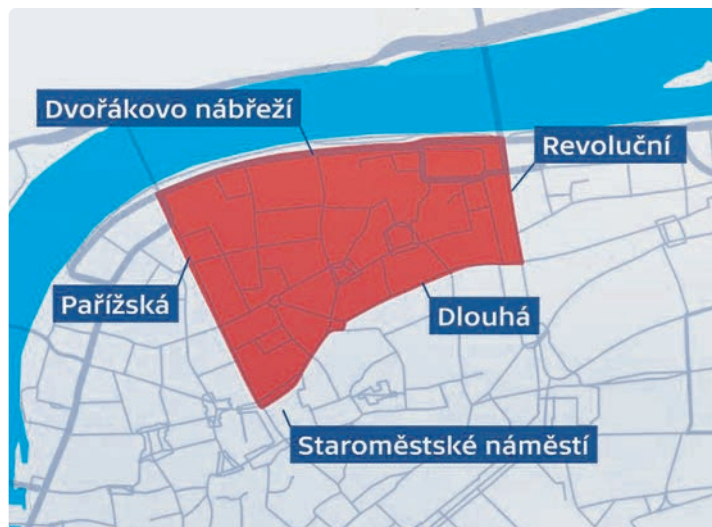 Dvořákovo nábřeží
Revoluční
Pařížská
Dlouhá
Staroměstské náměstí